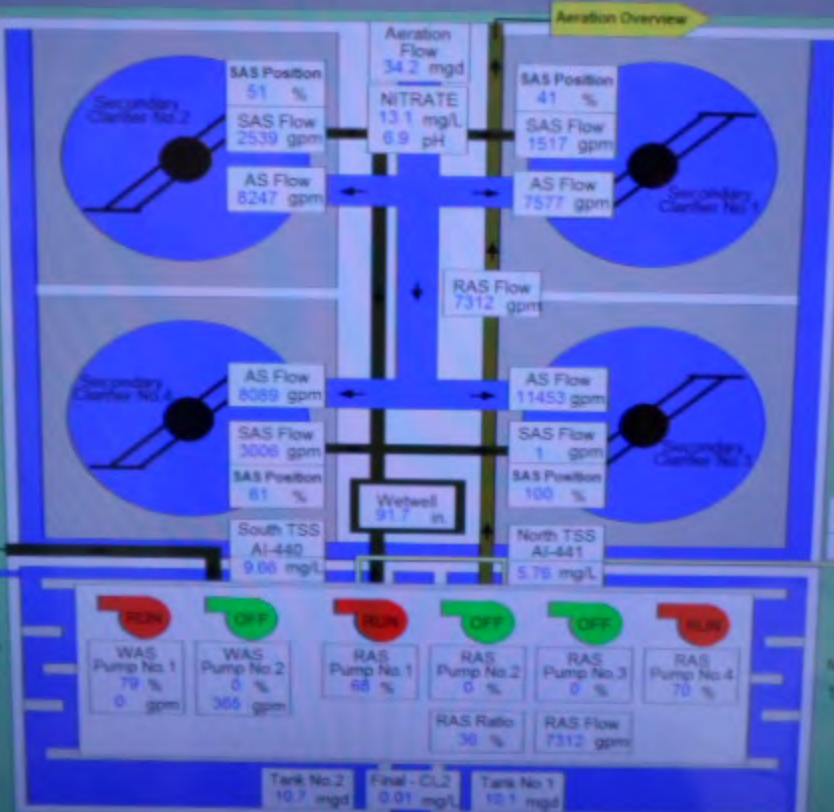 Aeration Overview
Aeration
Flow
34.2 mgd
NITRATE
13.1 mg/L
6.9 pH
SAS Position
51 %
SAS Flow
2539 gpm
AS Flow
8247 gpm
Secondary
Clarifier No.2
SAS Position
41 %
SAS Flow
1517 gpm
AS Flow
7577 gpm
Secondary
Clarifier No.1
RAS Flow
7312 gpm
Secondary
Clarifier No.4
AS Flow
8089 gpm
SAS Flow
3006 gpm
SAS Position
61 %
AS Flow
11453 gpm
SAS Flow
1 gpm
SAS Position
100 %
Secondary
Clarifier No.3
Wetwell
91.7 in.
South TSS
AI-440
9.66 mg/L
North TSS
AI-441
5.76 mg/L
RUN
OFF
RUN
OFF
OFF
RUN
WAS
Pump No.1
79 %
0 gpm
WAS
Pump No.2
0 %
365 gpm
RAS
Pump No.1
68 %
RAS
Pump No.2
0 %
RAS
Pump No.3
0 %
RAS
Pump No.4
70 %
RAS Ratio
36 %
RAS Flow
7312 gpm
Tank No.2
10.7 mgd
Final - CL2
0.01 mg/L
Tank No.1
12.1 mgd